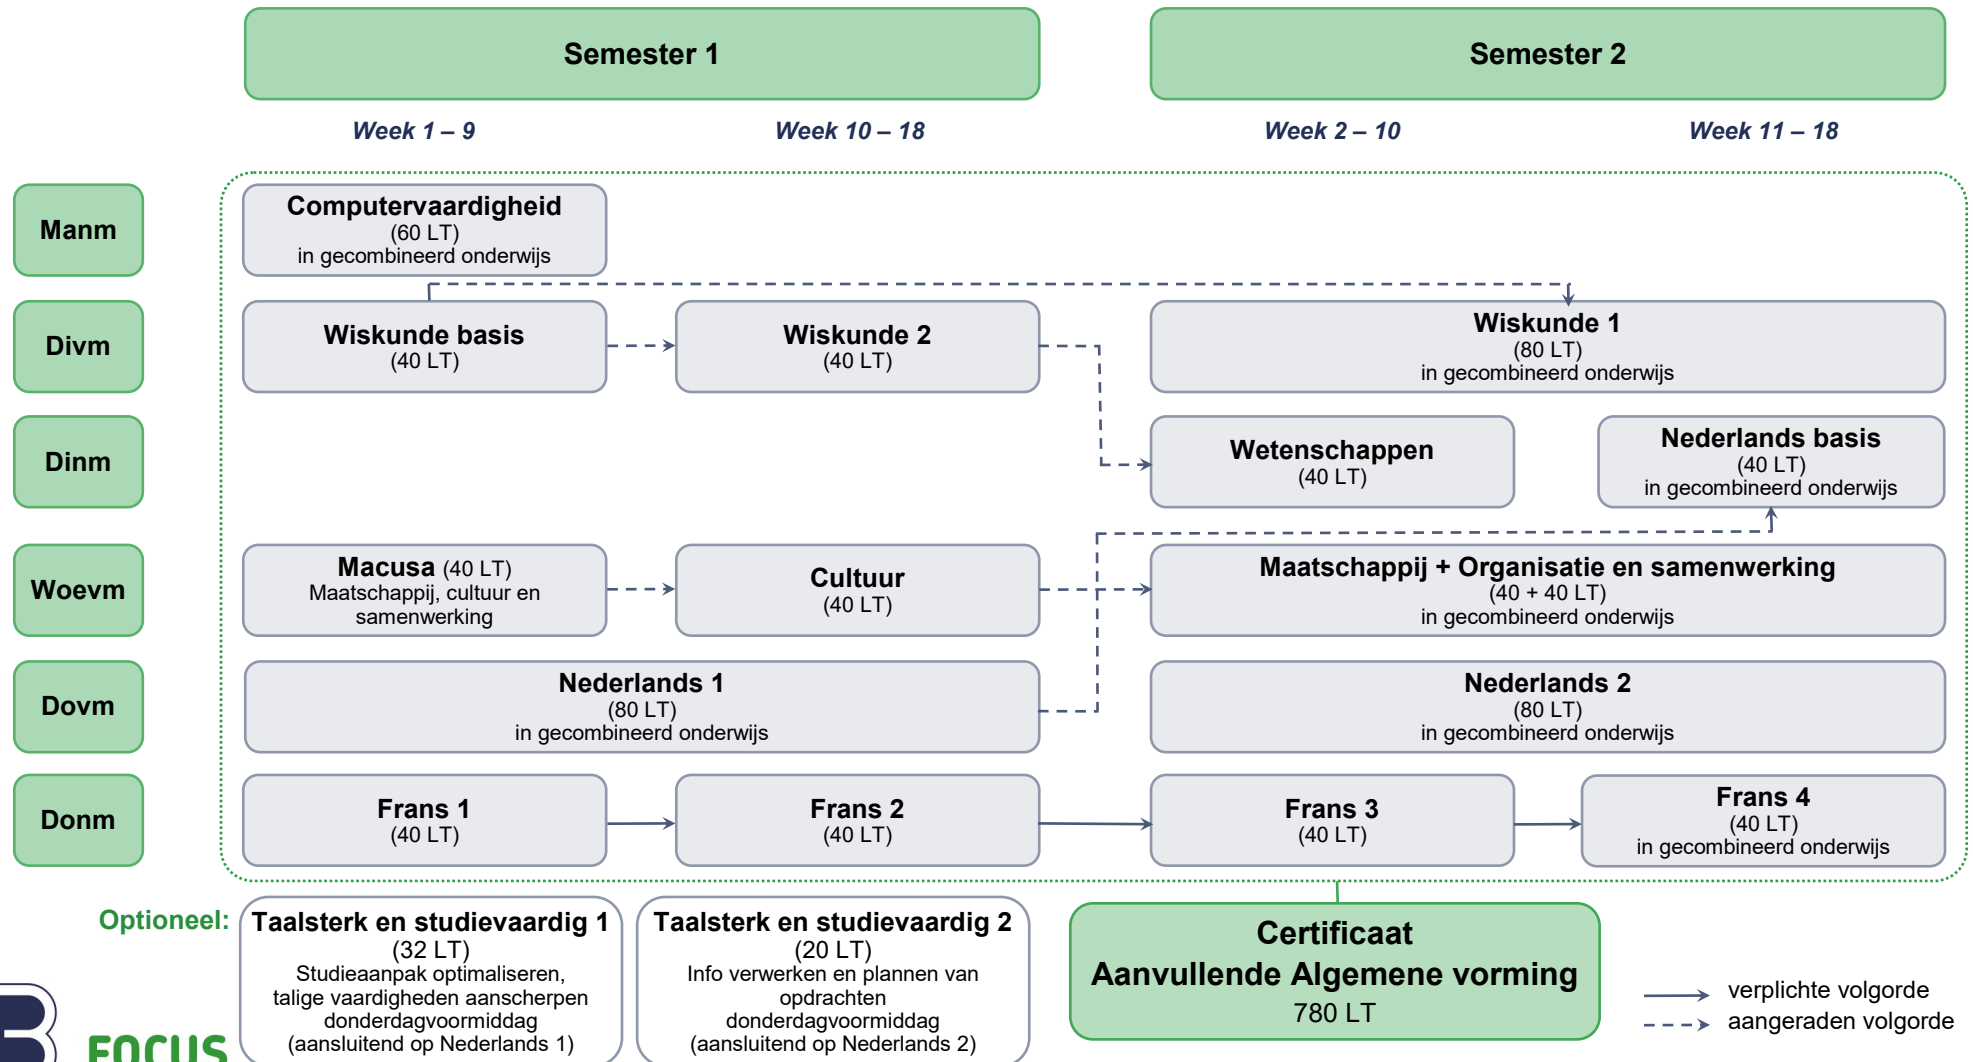 Semester 1
Semester 2
Week 1 – 9
Week 10 – 18
Week 2 – 10
Week 11 – 18
Manm
Computervaardigheid
(60 LT)
in gecombineerd onderwijs
Divm
Wiskunde basis
(40 LT)
Wiskunde 2
(40 LT)
Wiskunde 1
(80 LT)
in gecombineerd onderwijs
Dinm
Wetenschappen
(40 LT)
Nederlands basis
(40 LT)
in gecombineerd onderwijs
Woevm
Macusa (40 LT)
Maatschappij, cultuur en
samenwerking
Cultuur
(40 LT)
Maatschappij + Organisatie en samenwerking
(40 + 40 LT)
in gecombineerd onderwijs
Dovm
Nederlands 1
(80 LT)
in gecombineerd onderwijs
Nederlands 2
(80 LT)
in gecombineerd onderwijs
Donm
Frans 1
(40 LT)
Frans 2
(40 LT)
Frans 3
(40 LT)
Frans 4
(40 LT)
in gecombineerd onderwijs
Optioneel:
Taalsterk en studievaardig 1
(32 LT)
Studieaanpak optimaliseren,
talige vaardigheden aanscherpen
donderdagvoormiddag
(aansluitend op Nederlands 1)
Taalsterk en studievaardig 2
(20 LT)
Info verwerken en plannen van
opdrachten
donderdagvoormiddag
(aansluitend op Nederlands 2)
Certificaat
Aanvullende Algemene vorming
780 LT
verplichte volgorde
aangeraden volgorde
FOCUS